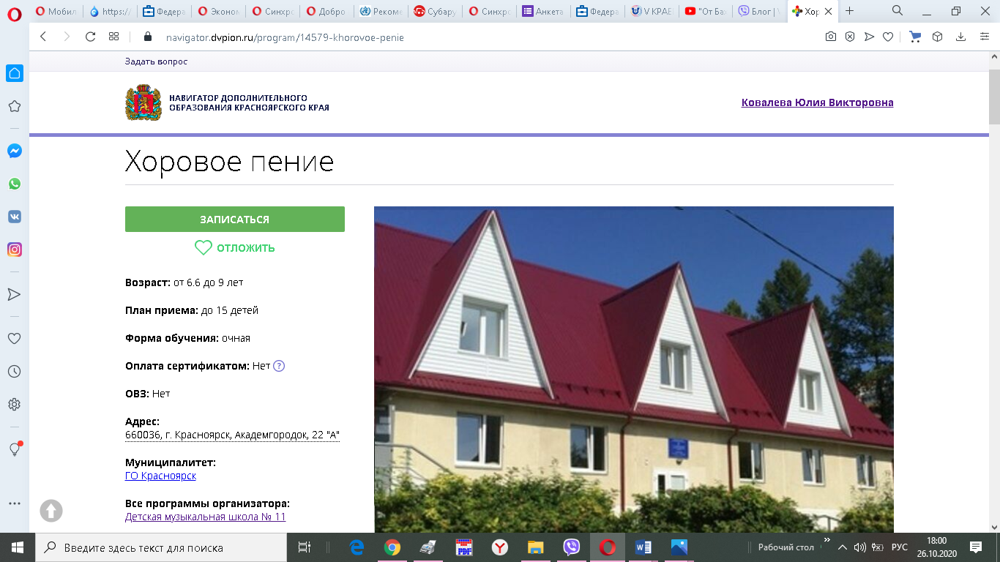 Мобил
https:/
Федера
Эконом
Синхро
Добро
Рекоме
Субару
Синхро
Анкета
Федера
V КРАЕ
"От Ба
Блог | V
Хор
navigator.dvpion.ru/program/14579-khorovoe-penie
Задать вопрос
НАВИГАТОР ДОПОЛНИТЕЛЬНОГО
ОБРАЗОВАНИЯ КРАСНОЯРСКОГО КРАЯ
Ковалева Юлия Викторовна
Хоровое пение
ЗАПИСАТЬСЯ
ОТЛОЖИТЬ
Возраст: от 6.6 до 9 лет
План приема: до 15 детей
Форма обучения: очная
Оплата сертификатом: Нет ?
ОВЗ: Нет
Адрес:
660036, г. Красноярск, Академгородок, 22 "А"
Муниципалитет:
ГО Красноярск
Все программы организатора:
Детская музыкальная школа № 11
Введите здесь текст для поиска
PDF
Рабочий стол
РУС
18:00
26.10.2020